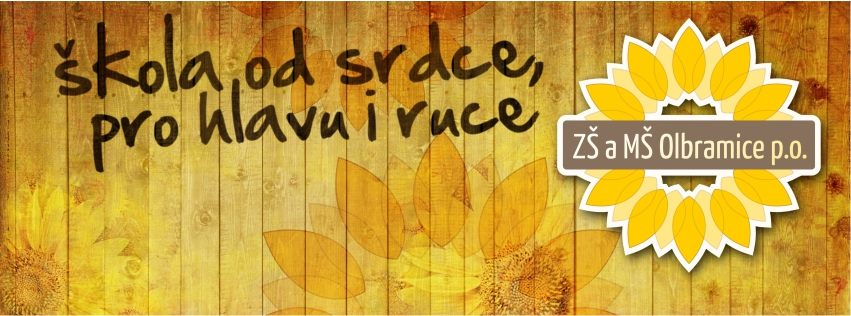 škola od srdce,
pro hlavu i ruce
ZŠ a MŠ Olbramice p.o.